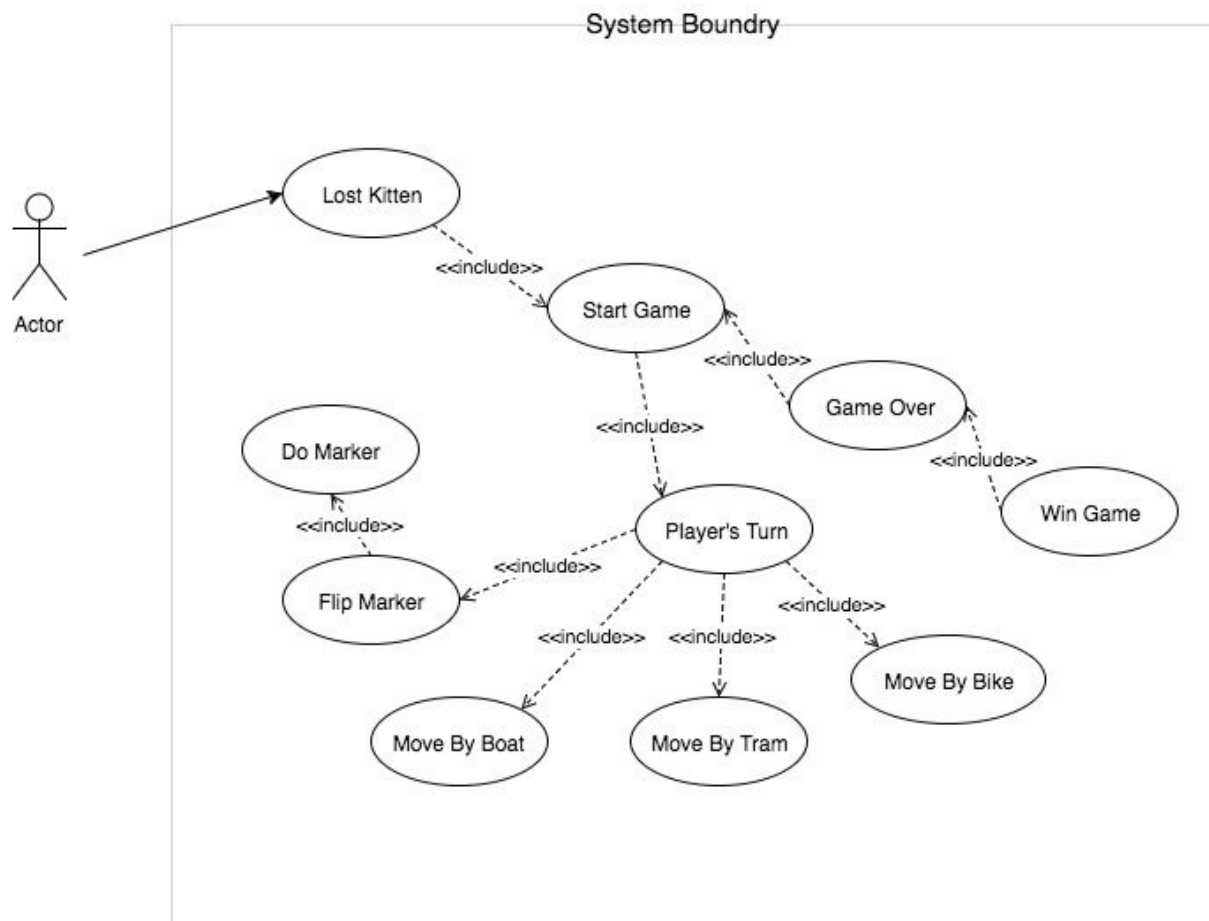 System Boundry
Lost Kitten
Actor
<<include>>
Start Game
<<include>>
Game Over
<<include>>
Do Marker
<<include>>
Win Game
<<include>>
Player's Turn
<<include>>
Flip Marker
<<include>>
<<include>>
<<include>>
Move By Bike
Move By Boat
Move By Tram
<<include>>